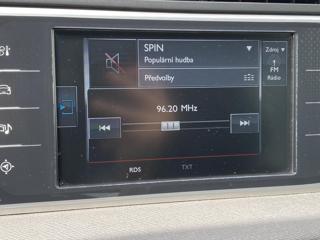 SPIN
Populární hudba
Zdroj
FM
Rádio
Předvolby
96.20 MHz
RDS
TXT